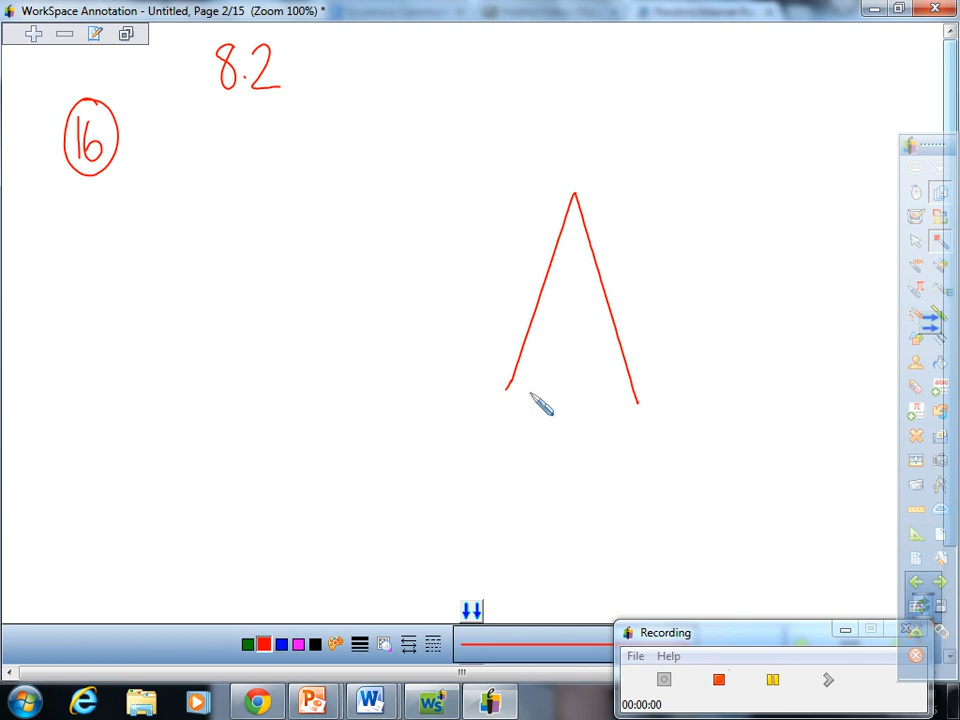 WorkSpace Annotation - Untitled, Page 2/15 (Zoom 100%) *
8.2
16
Recording
File Help
00:00:00